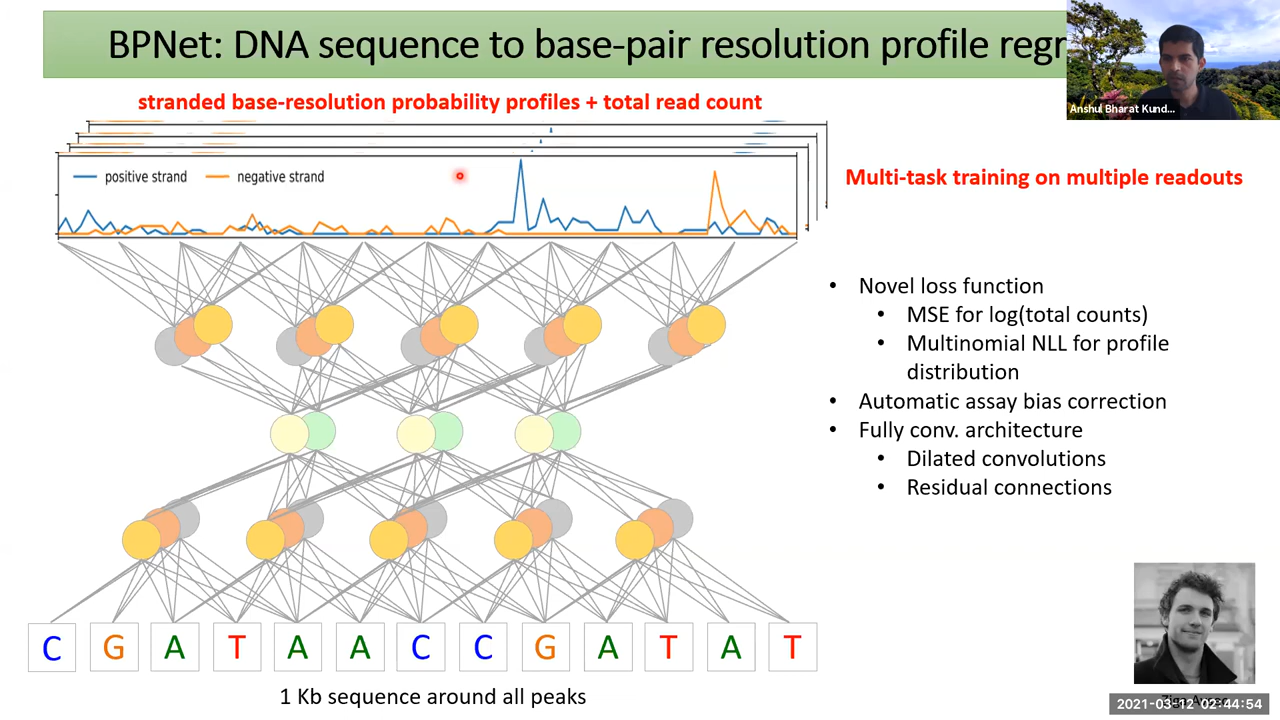 BPNet: DNA sequence to base-pair resolution profile regr
Anshul Bharat Kund...
stranded base-resolution probability profiles + total read count
positive strand
negative strand
Multi-task training on multiple readouts
• Novel loss function
• MSE for log(total counts)
• Multinomial NLL for profile
distribution
• Automatic assay bias correction
• Fully conv. architecture
• Dilated convolutions
• Residual connections
C G A T A A C C G A T A T
1 Kb sequence around all peaks
2021-03-12 02:44:54